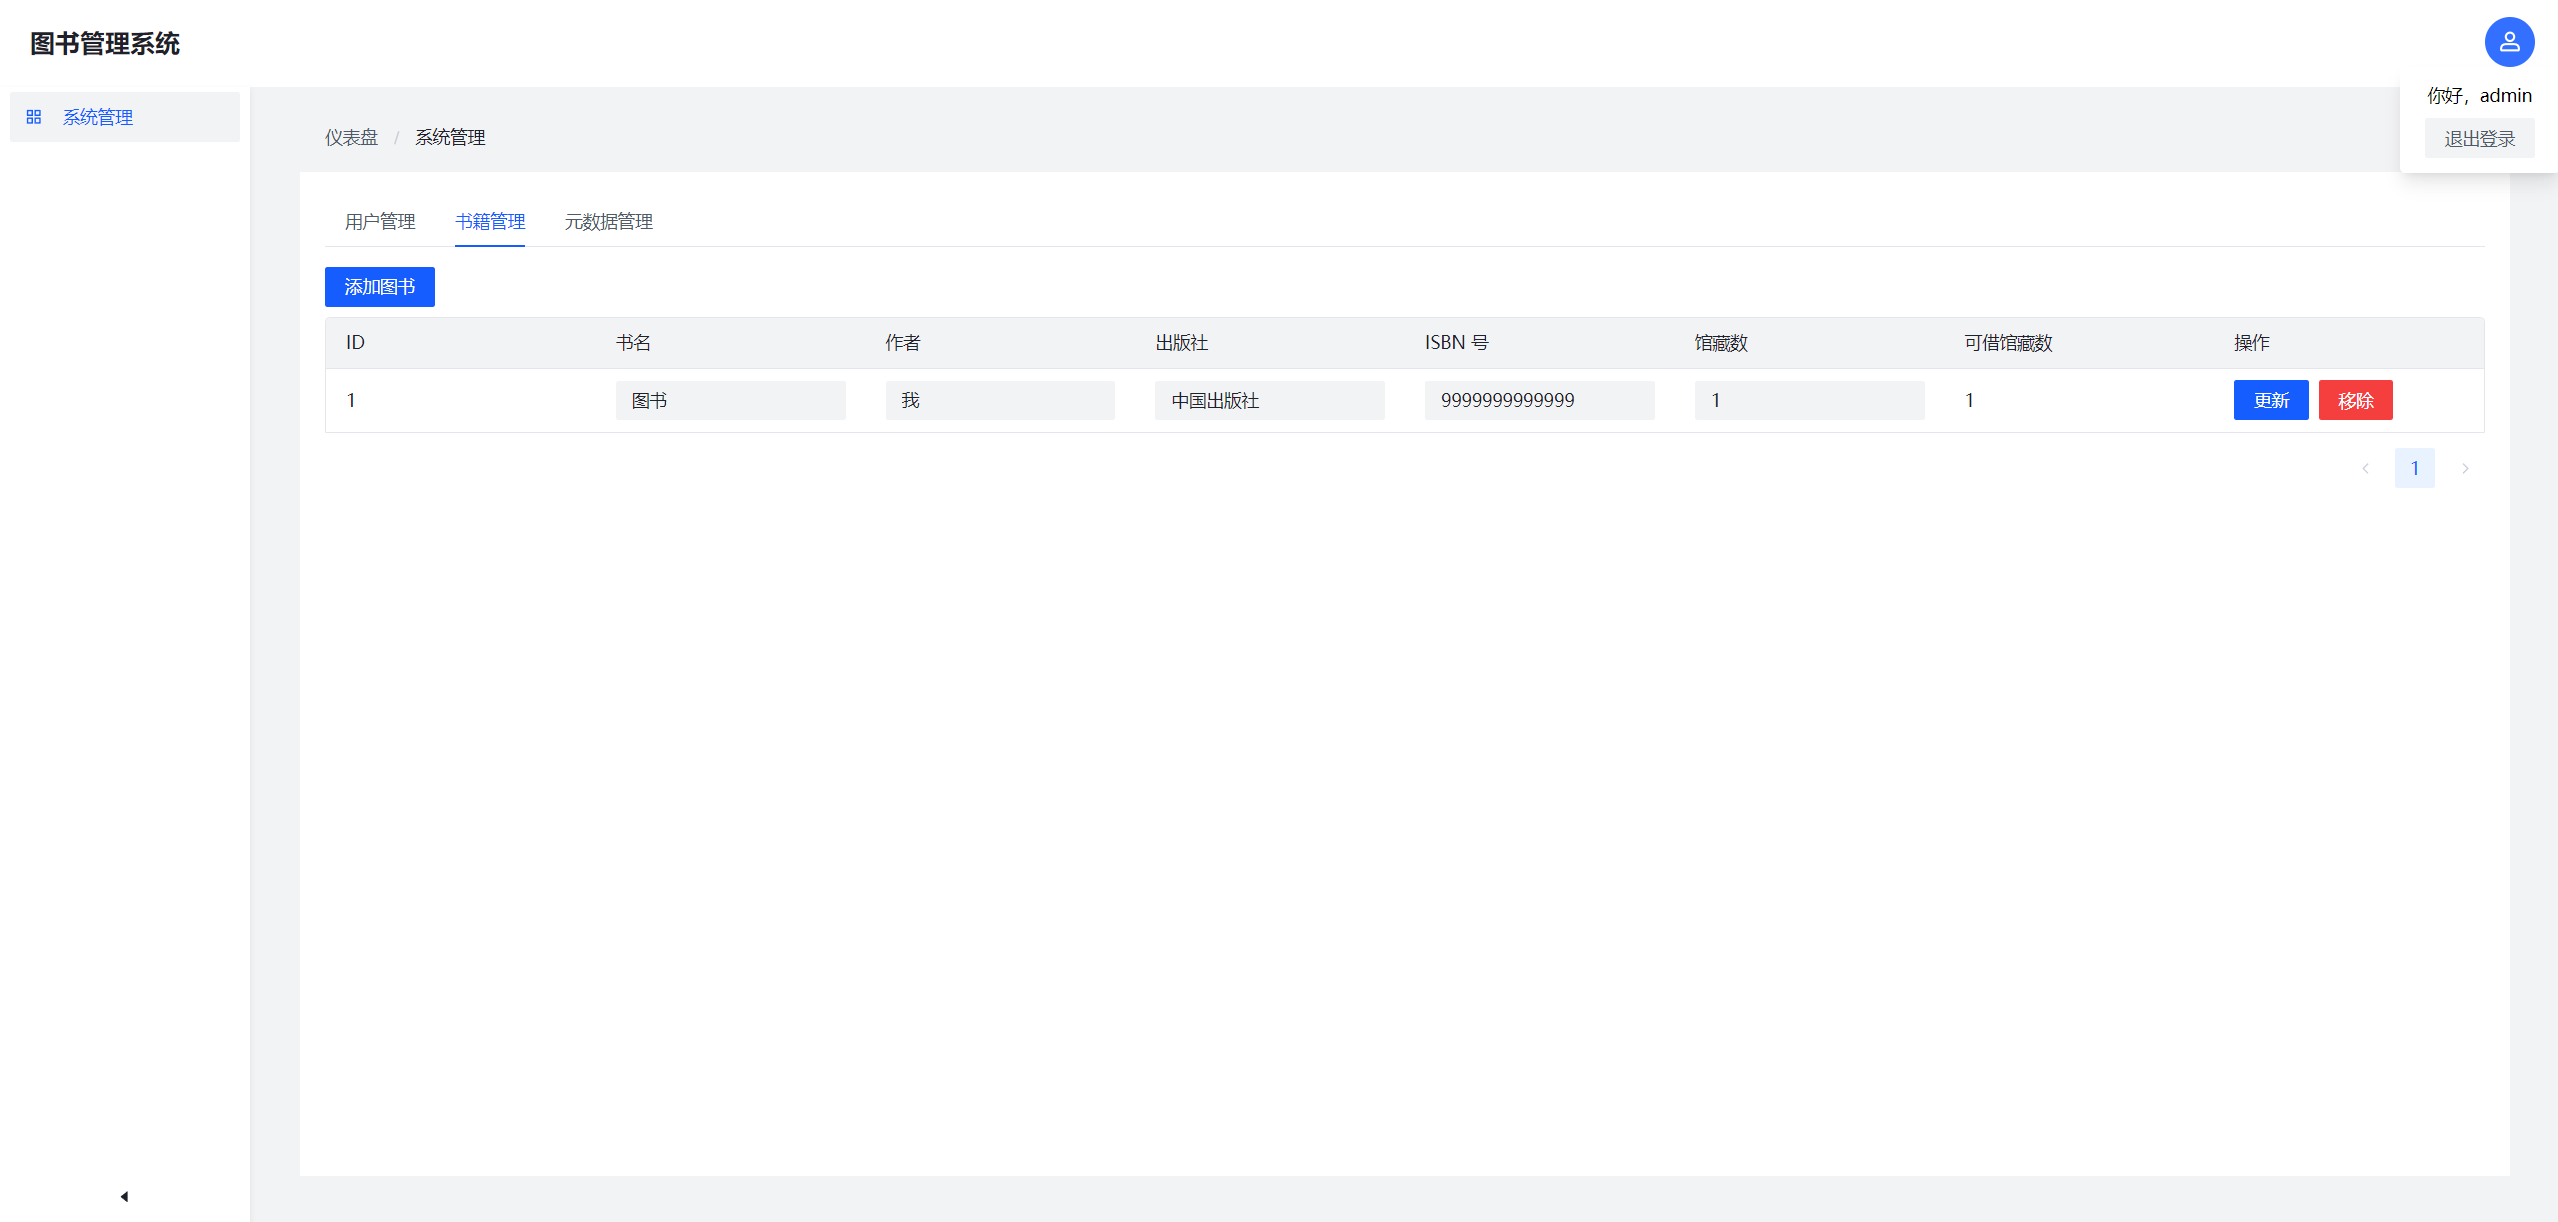 图书管理系统
你好，admin
退出登录
系统管理
仪表盘 / 系统管理
用户管理 书籍管理 元数据管理
添加图书
ID 书名 作者 出版社 ISBN 号 馆藏数 可借馆藏数 操作
1 图书 我 中国出版社 9999999999999 1 1 更新 移除
1